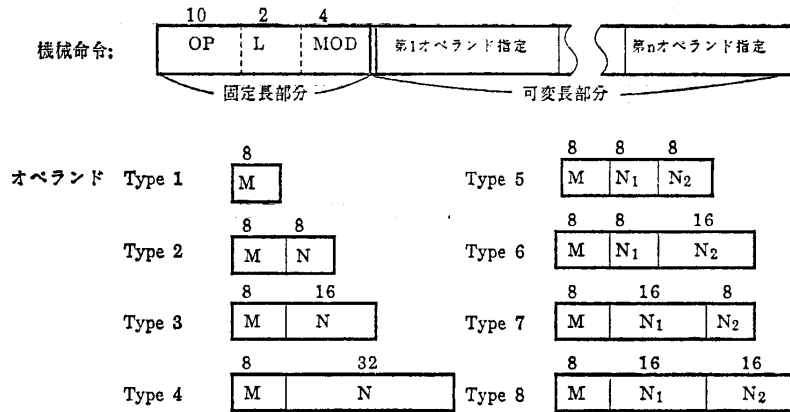 10 2 4
機械命令: OP L MOD 第1オペランド指定 第nオペランド指定
固定長部分 可変長部分
オペランド Type 1
8
M
Type 2
8 8
M N
Type 3
8 16
M N
Type 4
8 32
M N
Type 5
8 8 8
M N₁ N₂
Type 6
8 8 16
M N₁ N₂
Type 7
8 16 8
M N₁ N₂
Type 8
8 16 16
M N₁ N₂